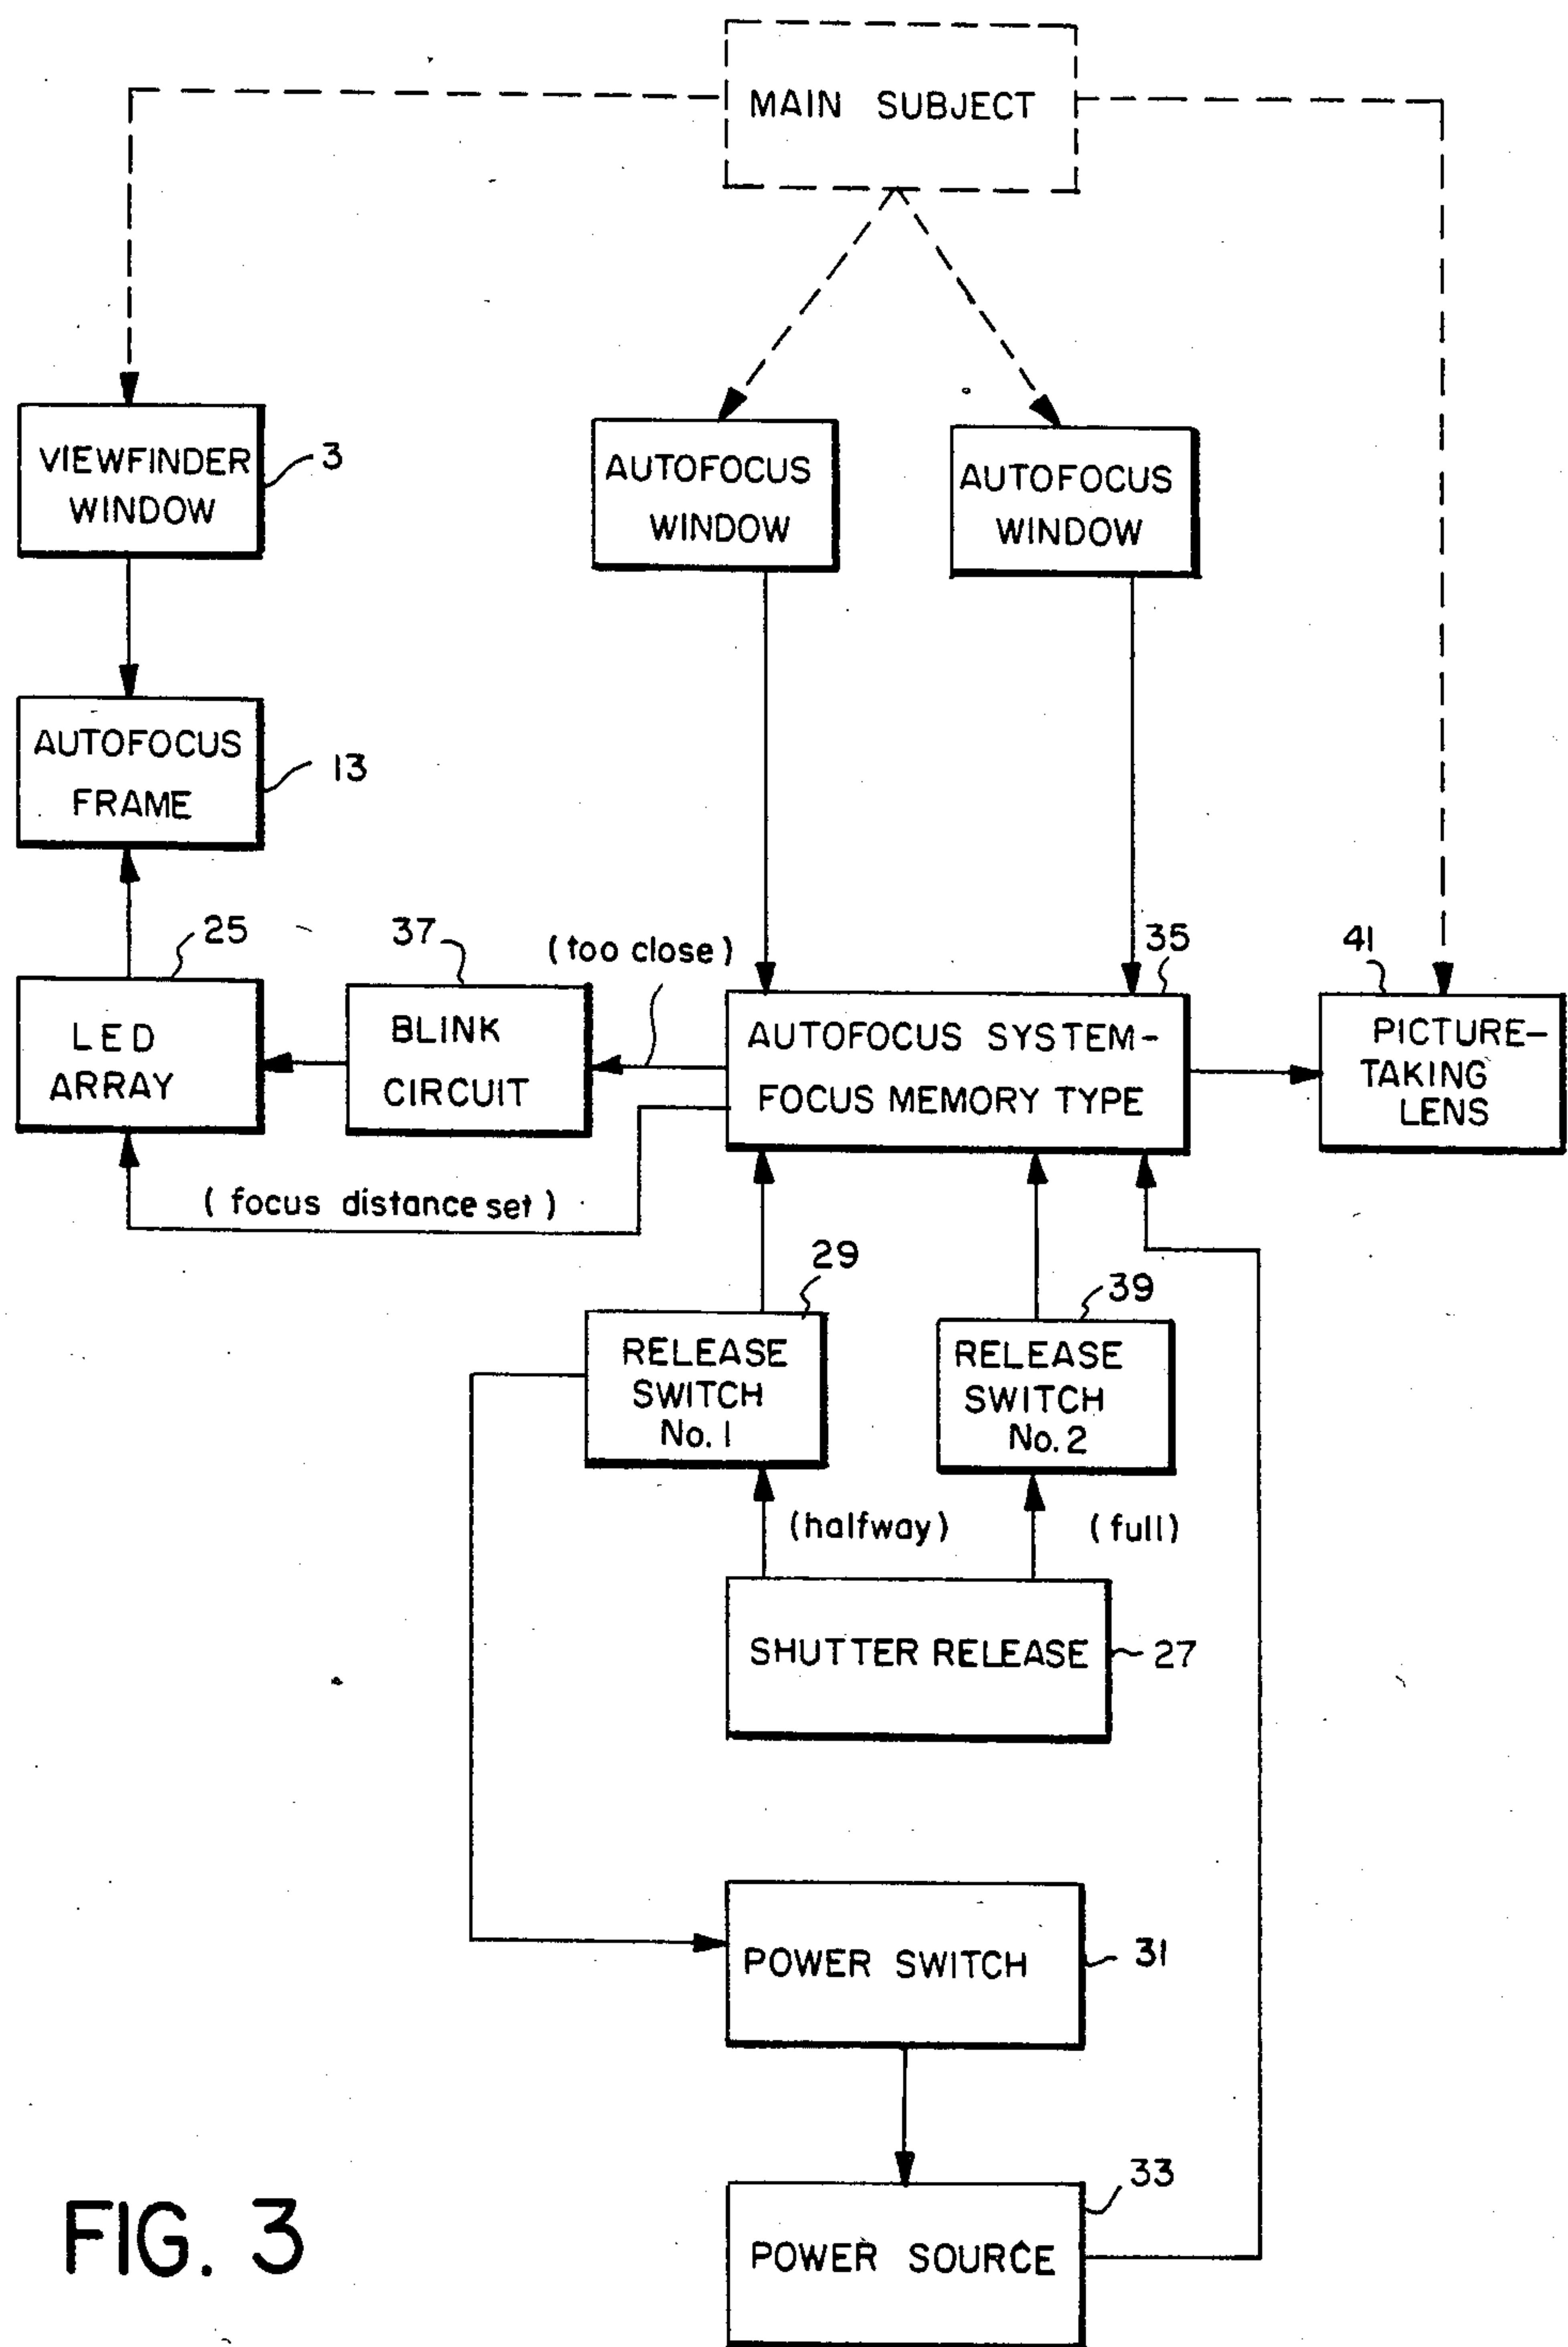 MAIN SUBJECT
VIEWFINDER
WINDOW
3
AUTOFOCUS
WINDOW
AUTOFOCUS
WINDOW
AUTOFOCUS
FRAME
13
25
37
(too close)
35
41
LED
ARRAY
BLINK
CIRCUIT
AUTOFOCUS SYSTEM-
FOCUS MEMORY TYPE
PICTURE-
TAKING
LENS
(focus distance set)
29
39
RELEASE
SWITCH
No. 1
RELEASE
SWITCH
No. 2
(halfway)
(full)
SHUTTER RELEASE
27
POWER SWITCH
31
33
POWER SOURCE
FIG. 3